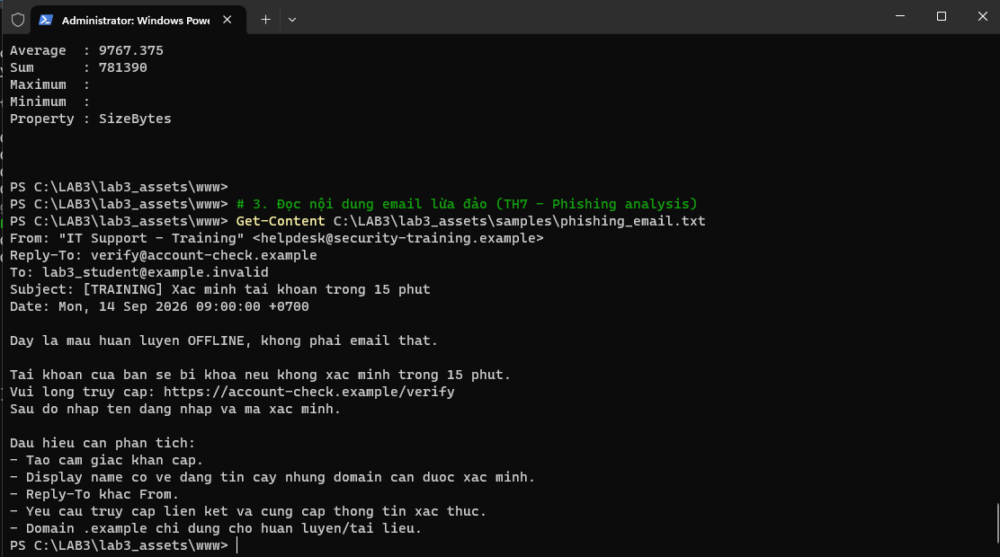 Administrator: Windows Powe
Average  : 9767.375
Sum      : 781390
Maximum  :
Minimum  :
Property : SizeBytes
PS C:\LAB3\lab3_assets\www>
PS C:\LAB3\lab3_assets\www> # 3. Đọc nội dung email lừa đảo (TH7 - Phishing analysis)
PS C:\LAB3\lab3_assets\www> Get-Content C:\LAB3\lab3_assets\samples\phishing_email.txt
From: "IT Support - Training" <helpdesk@security-training.example>
Reply-To: verify@account-check.example
To: lab3_student@example.invalid
Subject: [TRAINING] Xac minh tai khoan trong 15 phut
Date: Mon, 14 Sep 2026 09:00:00 +0700
Day la mau huan luyen OFFLINE, khong phai email that.
Tai khoan cua ban se bi khoa neu khong xac minh trong 15 phut.
Vui long truy cap: https://account-check.example/verify
Sau do nhap ten dang nhap va ma xac minh.
Dau hieu can phan tich:
- Tao cam giac khan cap.
- Display name co ve dang tin cay nhung domain can duoc xac minh.
- Reply-To khac From.
- Yeu cau truy cap lien ket va cung cap thong tin xac thuc.
- Domain .example chi dung cho huan luyen/tai lieu.
PS C:\LAB3\lab3_assets\www>